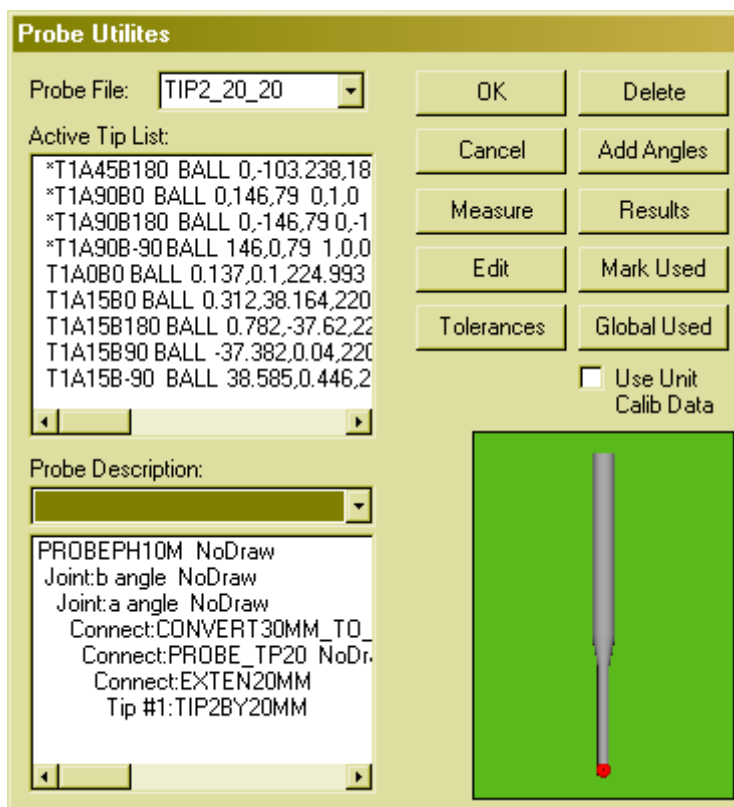 Probe Utilites
Probe File:
TIP2_20_20
OK
Delete
Active Tip List:
Cancel
Add Angles
*T1A45B180 BALL 0,-103.238,18
*T1A90B0 BALL 0,146,79 0,1,0
*T1A90B180 BALL 0,-146,79 0,-1
*T1A90B-90 BALL 146,0,79 1,0,0
T1A0B0 BALL 0.137,0.1,224.993
T1A15B0 BALL 0.312,38.164,220
T1A15B180 BALL 0.782,-37.62,22
T1A15B90 BALL -37.382,0.04,220
T1A15B-90 BALL 38.585,0.446,2
Measure
Results
Edit
Mark Used
Tolerances
Global Used
Use Unit
Calib Data
Probe Description:
PROBEPH10M NoDraw
Joint:b angle NoDraw
Joint:a angle NoDraw
Connect:CONVERT30MM_TO_
Connect:PROBE_TP20 NoDr
Connect:EXTEN20MM
Tip #1:TIP2BY20MM